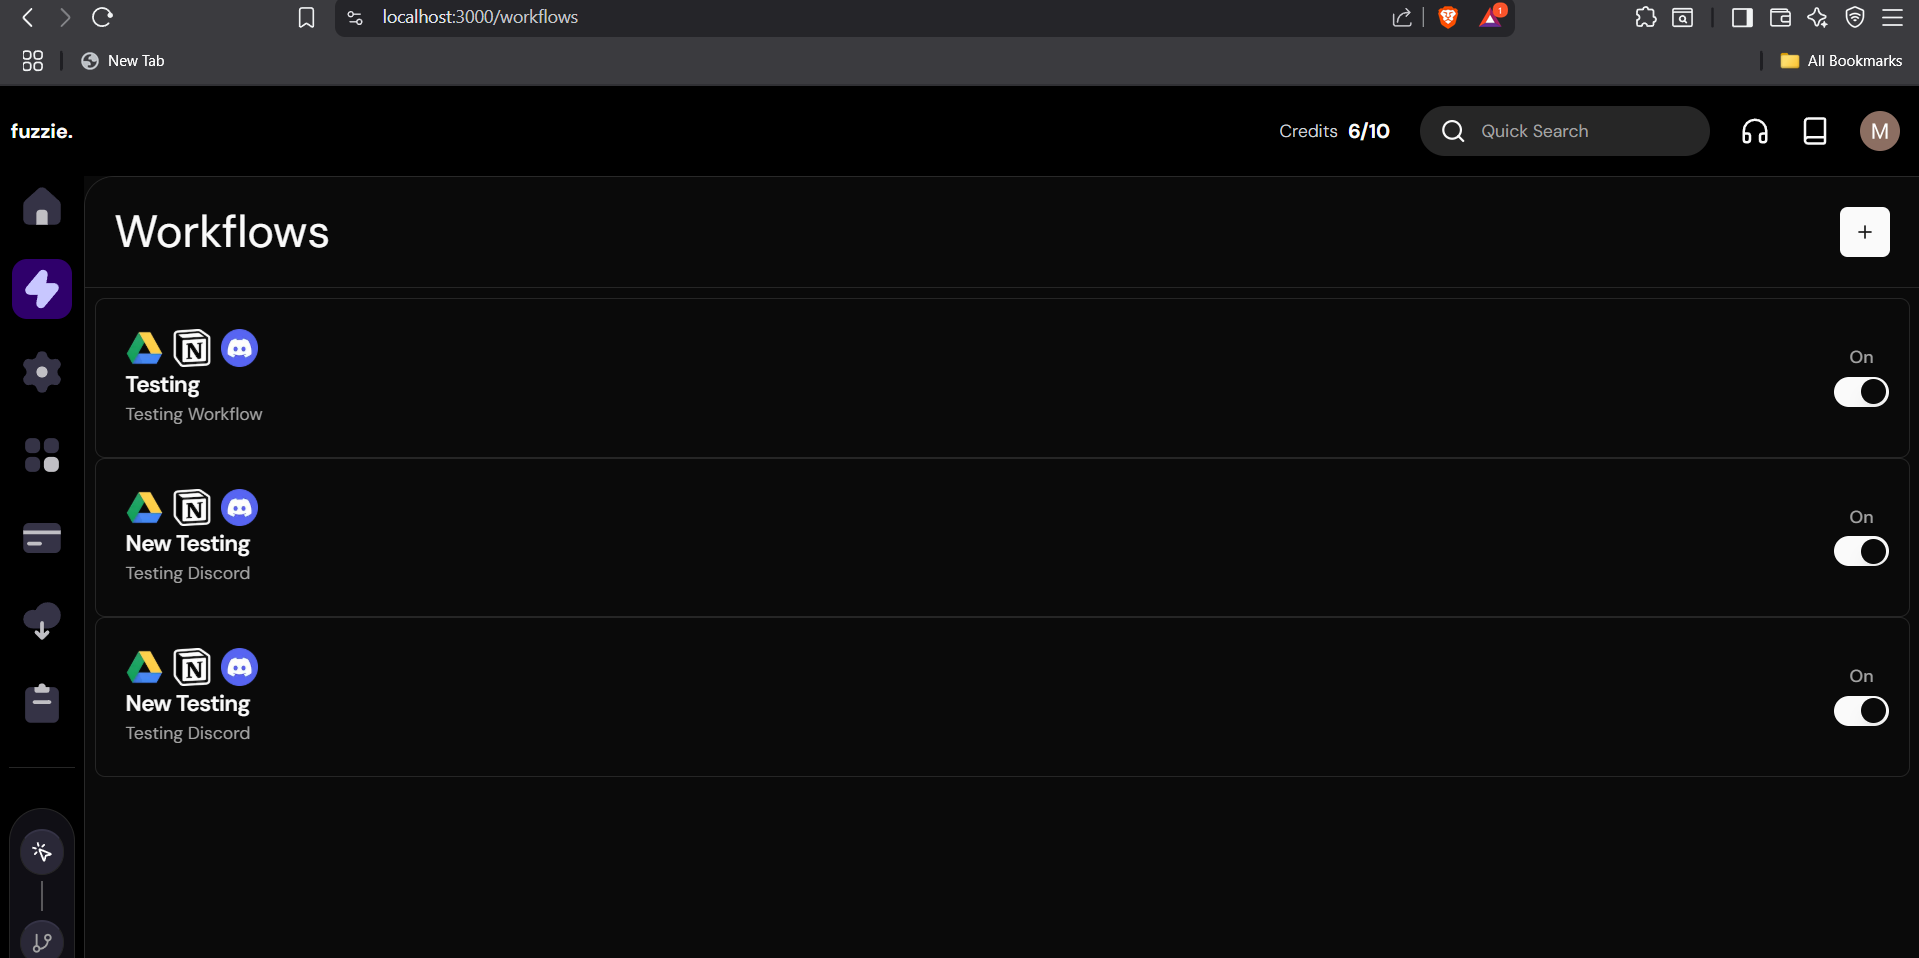 localhost:3000/workflows
1
New Tab
All Bookmarks
fuzzie.
Credits 6/10
Quick Search
M
Workflows
+
N
Testing
Testing Workflow
On
N
New Testing
Testing Discord
On
N
New Testing
Testing Discord
On